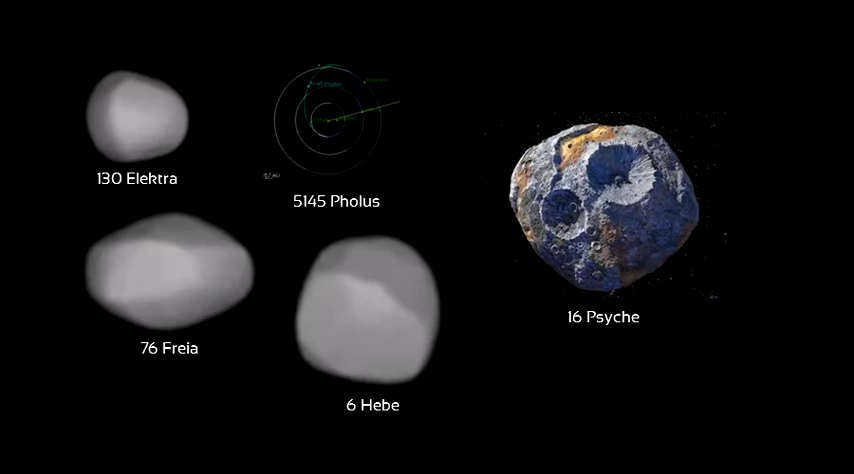 130 Elektra
5145 Pholus
76 Freia
6 Hebe
16 Psyche